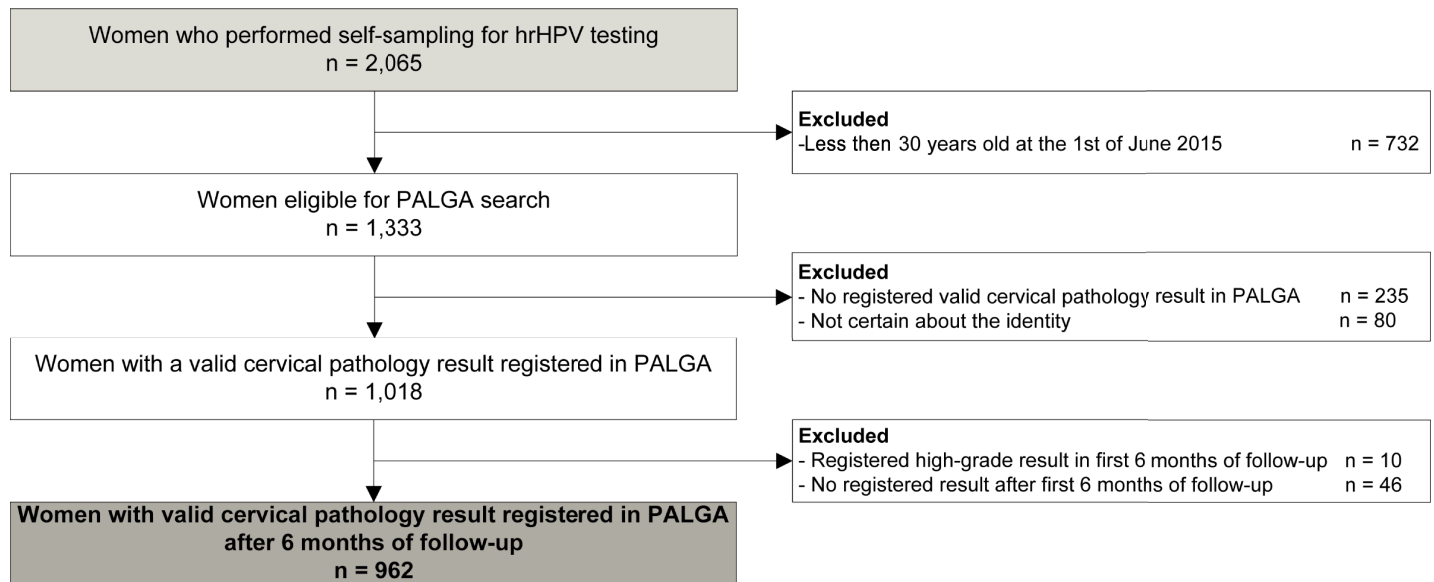 Women who performed self-sampling for hrHPV testing
n = 2,065
Excluded
-Less then 30 years old at the 1st of June 2015 n = 732
Women eligible for PALGA search
n = 1,333
Excluded
- No registered valid cervical pathology result in PALGA n = 235
- Not certain about the identity n = 80
Women with a valid cervical pathology result registered in PALGA
n = 1,018
Excluded
- Registered high-grade result in first 6 months of follow-up n = 10
- No registered result after first 6 months of follow-up n = 46
Women with valid cervical pathology result registered in PALGA
after 6 months of follow-up
n = 962